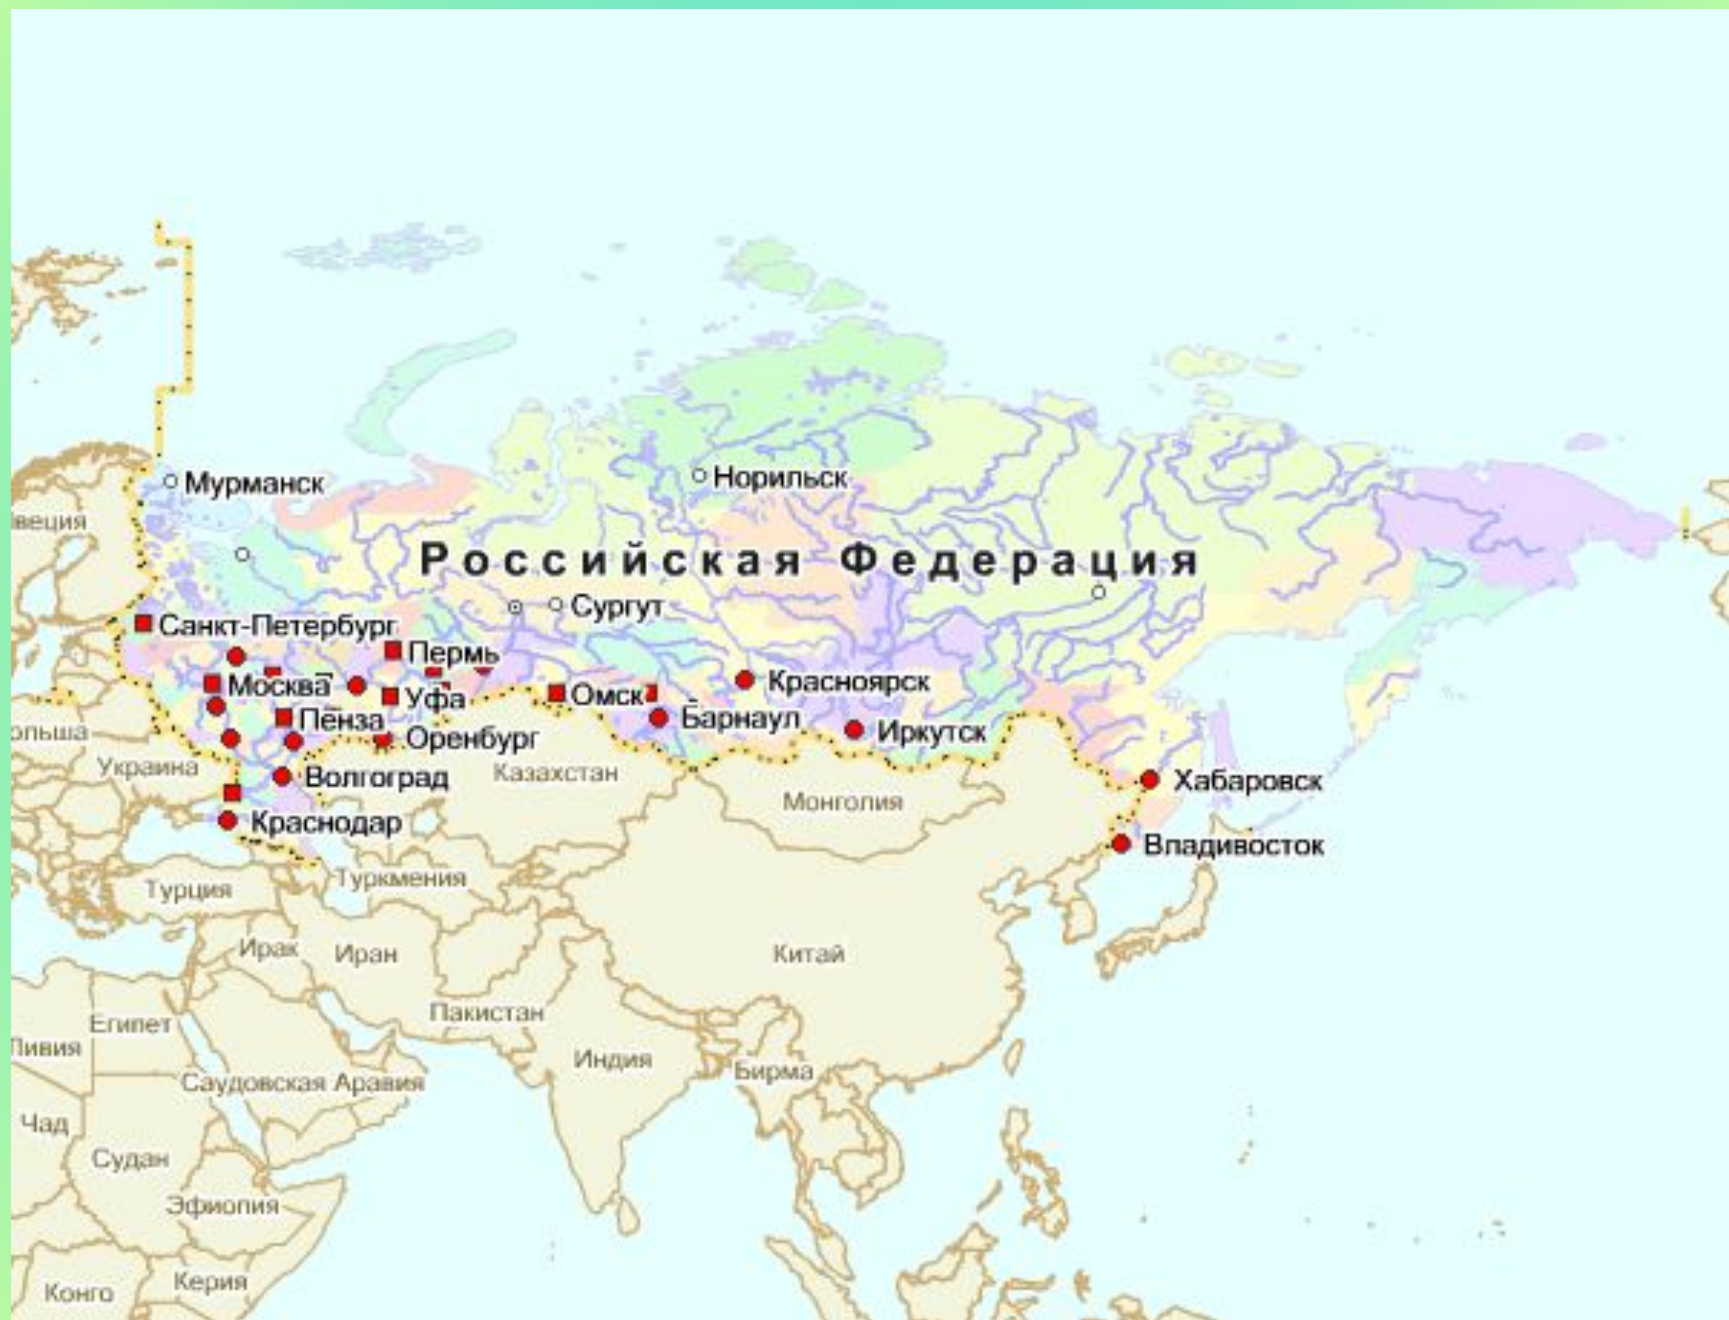 Мурманск
Норильск
веция
Российская Федерация
Сургут
Санкт-Петербург
Пермь
Москва
Уфа
Омск
Красноярск
Пенза
Барнаул
ольша
Оренбург
Иркутск
Украина
Казахстан
Волгоград
Хабаровск
Монголия
Краснодар
Владивосток
Туркмения
Турция
Ирак
Иран
Китай
Пакистан
Египет
Ливия
Индия
Бирма
Саудовская Аравия
Чад
Судан
Эфиопия
Керия
Конго